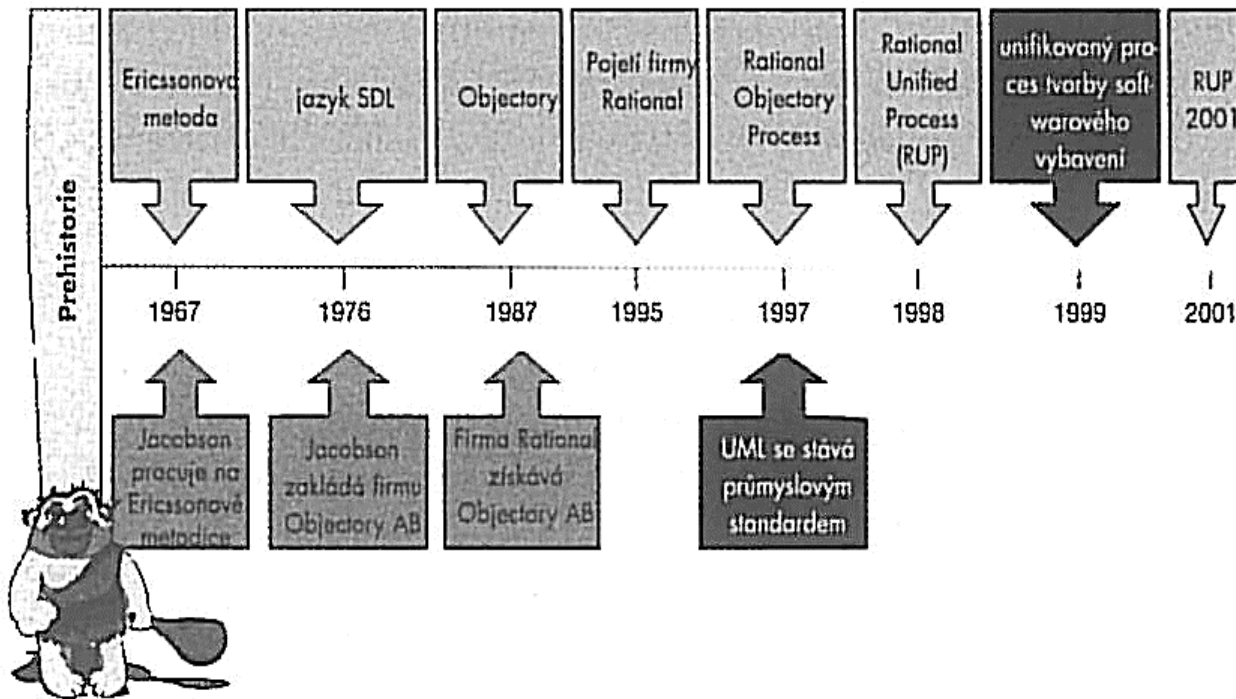 Prehistorie
Ericssonova
metoda
jazyk SDL
Objectory
Pojetí firmy
Rational
Rational
Objectory
Process
Rational
Unified
Process
(RUP)
unifikovaný pro-
ces tvorby soft-
warového
vybavení
RUP
2001
1967
1976
1987
1995
1997
1998
1999
2001
Jacobson
pracuje na
Ericssonově
metodice
Jacobson
zakládá firmu
Objectory AB
Firma Rational
získává
Objectory AB
UML se stává
průmyslovým
standardem